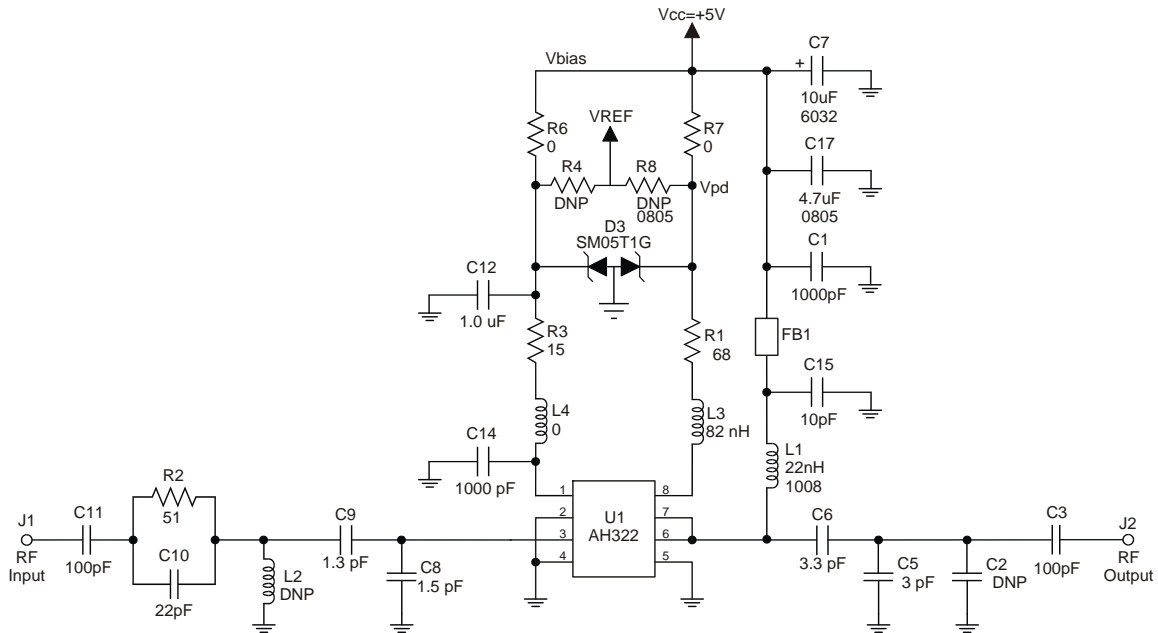 Vcc=+5V
Vbias
C7
+
10uF
6032
R6
0
VREF
R7
0
C17
4.7uF
0805
R4
DNP
R8
DNP
0805
Vpd
D3
SM05T1G
C1
1000pF
C12
1.0 uF
R3
15
R1
68
FB1
C15
10pF
L4
0
L3
82 nH
C14
1000 pF
L1
22nH
1008
R2
51
1
2
3
4
U1
AH322
8
7
6
5
J1
RF
Input
C11
100pF
C10
22pF
L2
DNP
C9
1.3 pF
C8
1.5 pF
C6
3.3 pF
C5
3 pF
C2
DNP
C3
100pF
J2
RF
Output